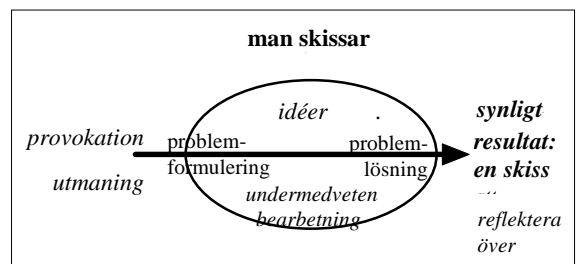 man skissar
idéer .
provokation
utmaning
problem-
formulering
problem-
lösning
undermedveten
bearbetning
synligt
resultat:
en skiss
reflektera
över